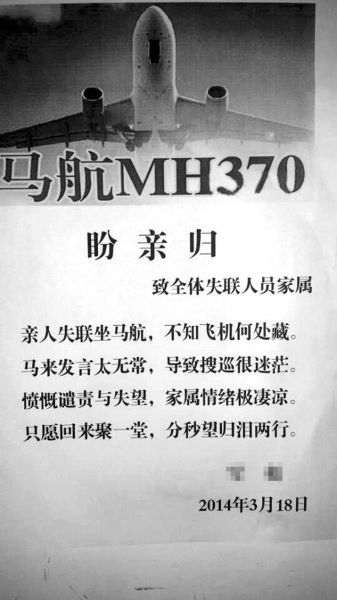 马航MH370
盼亲归
致全体失联人员家属
亲人失联坐马航，不知飞机何处藏。
马来发言太无常，导致搜巡很迷茫。
愤慨谴责与失望，家属情绪极凄凉。
只愿回来聚一堂，分秒望归泪两行。
2014年3月18日